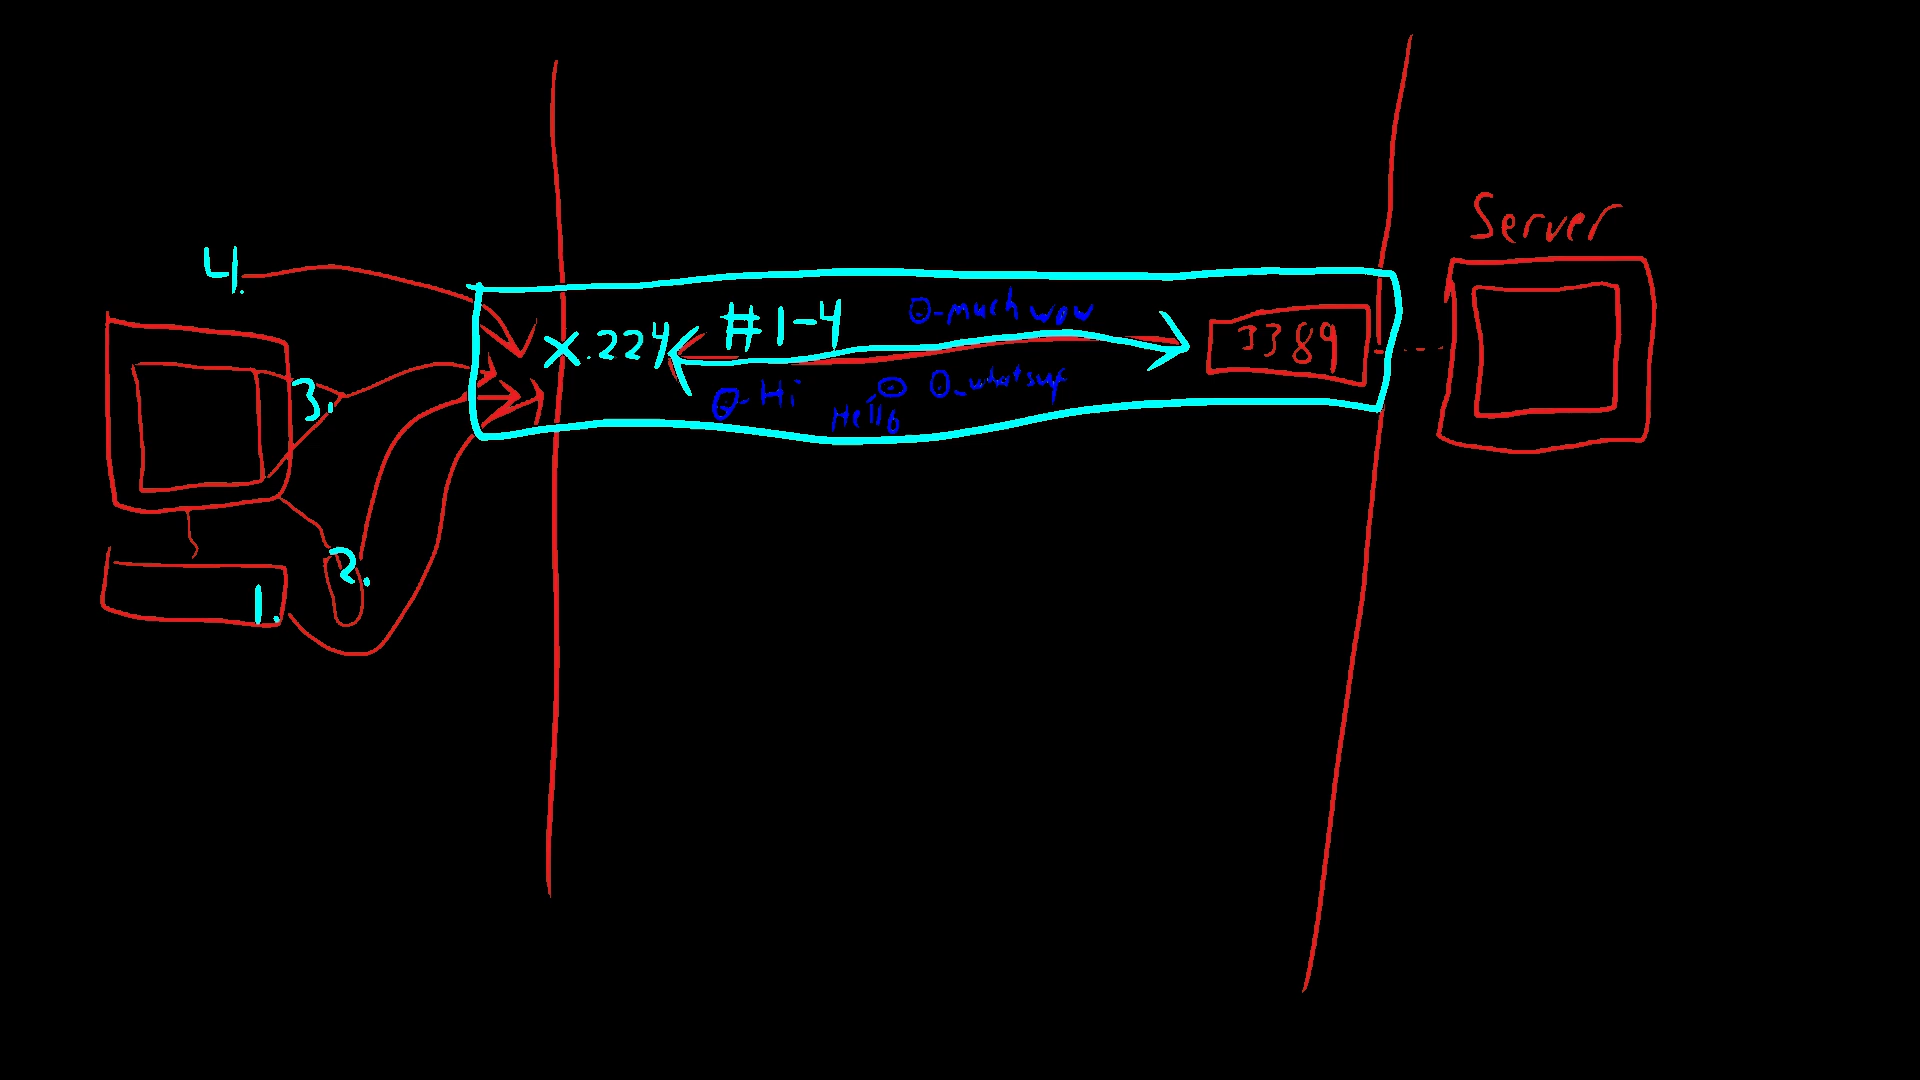 Server
4.
#1-4
0-much wow
X.224
3389
3.
0-whatsup
0-Hi
Hello
2.
1.